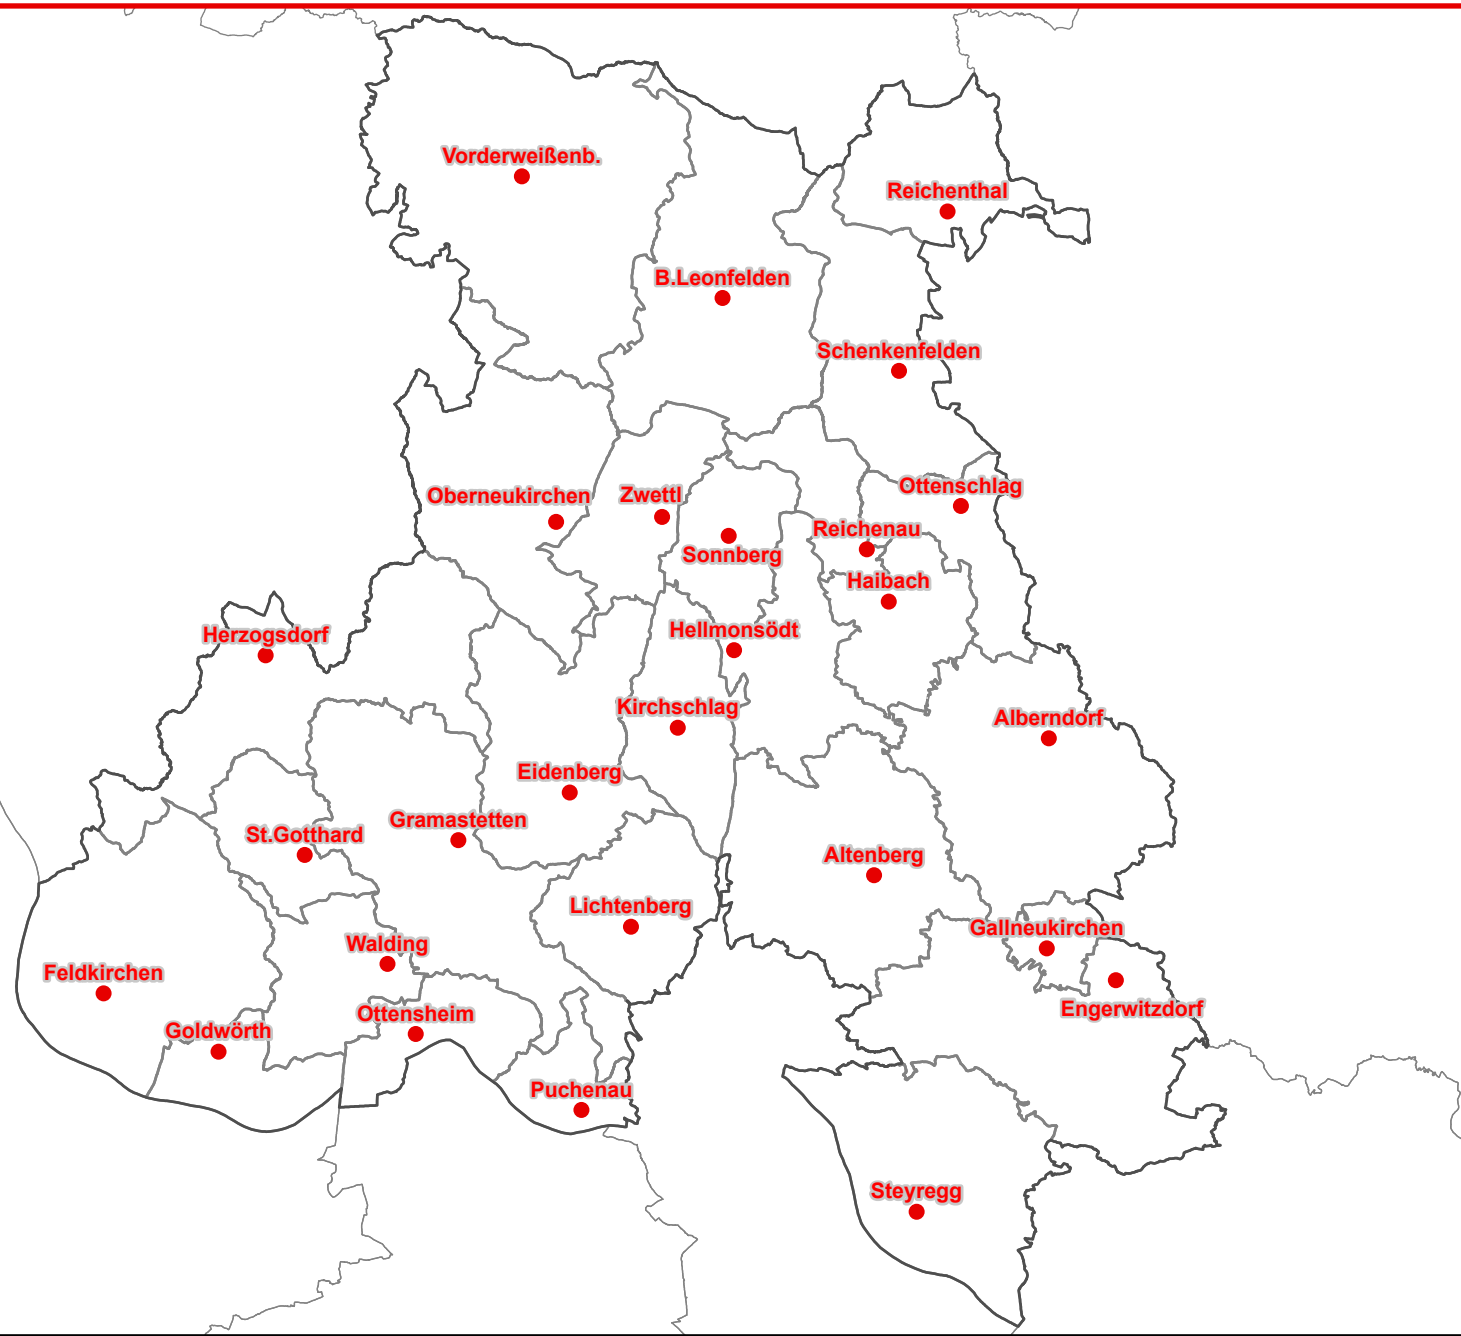 Vorderweißenb.
Reichenthal
B.Leonfelden
Schenkenfelden
Ottenschlag
Oberneukirchen
Zwettl
Reichenau
Sonnberg
Haibach
Hellmonsödt
Herzogsdorf
Kirchschlag
Alberndorf
Eidenberg
Gramastetten
St.Gotthard
Altenberg
Lichtenberg
Gallneukirchen
Walding
Feldkirchen
Engerwitzdorf
Ottensheim
Goldwörth
Puchenau
Steyregg